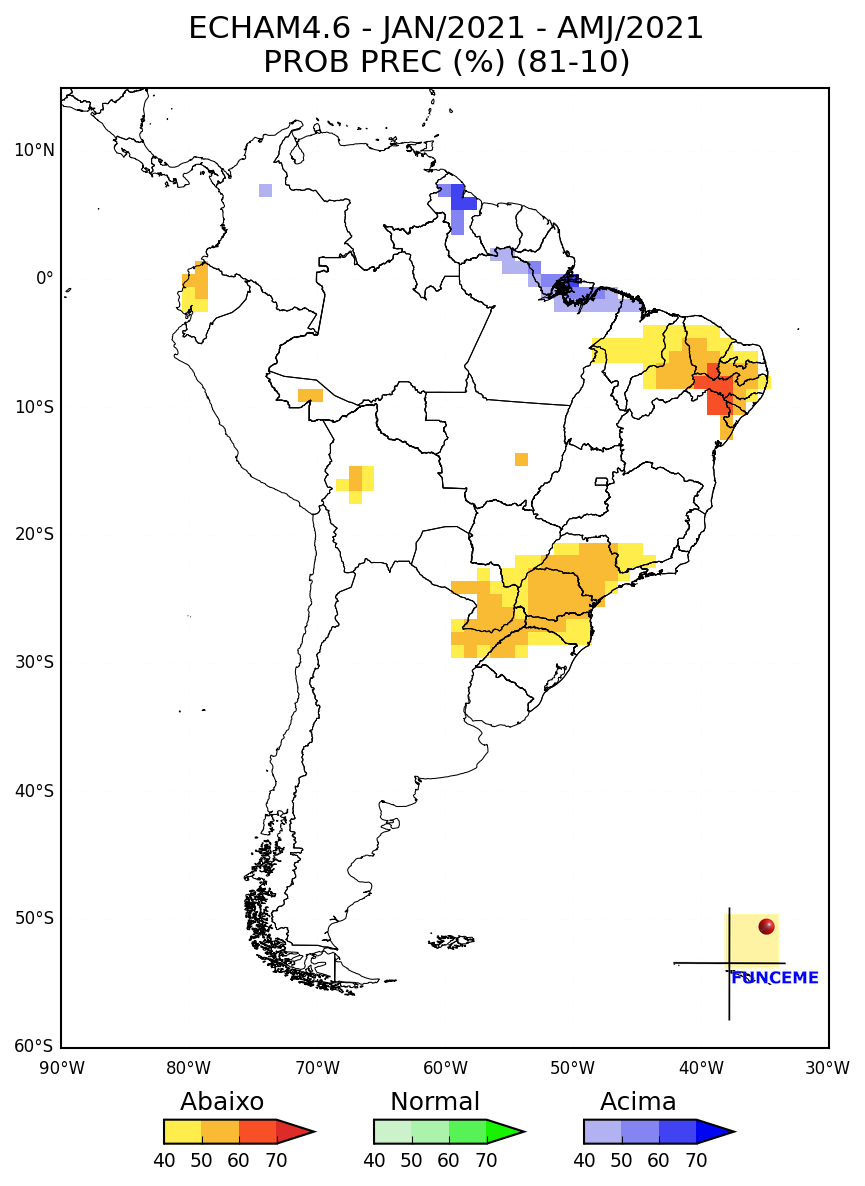 ECHAM4.6 - JAN/2021 - AMJ/2021
PROB PREC (%) (81-10)
10°N
0°
10°S
20°S
30°S
40°S
50°S
60°S
90°W 80°W 70°W 60°W 50°W 40°W 30°W
FUNCEME
Abaixo Normal Acima
40 50 60 70 40 50 60 70 40 50 60 70